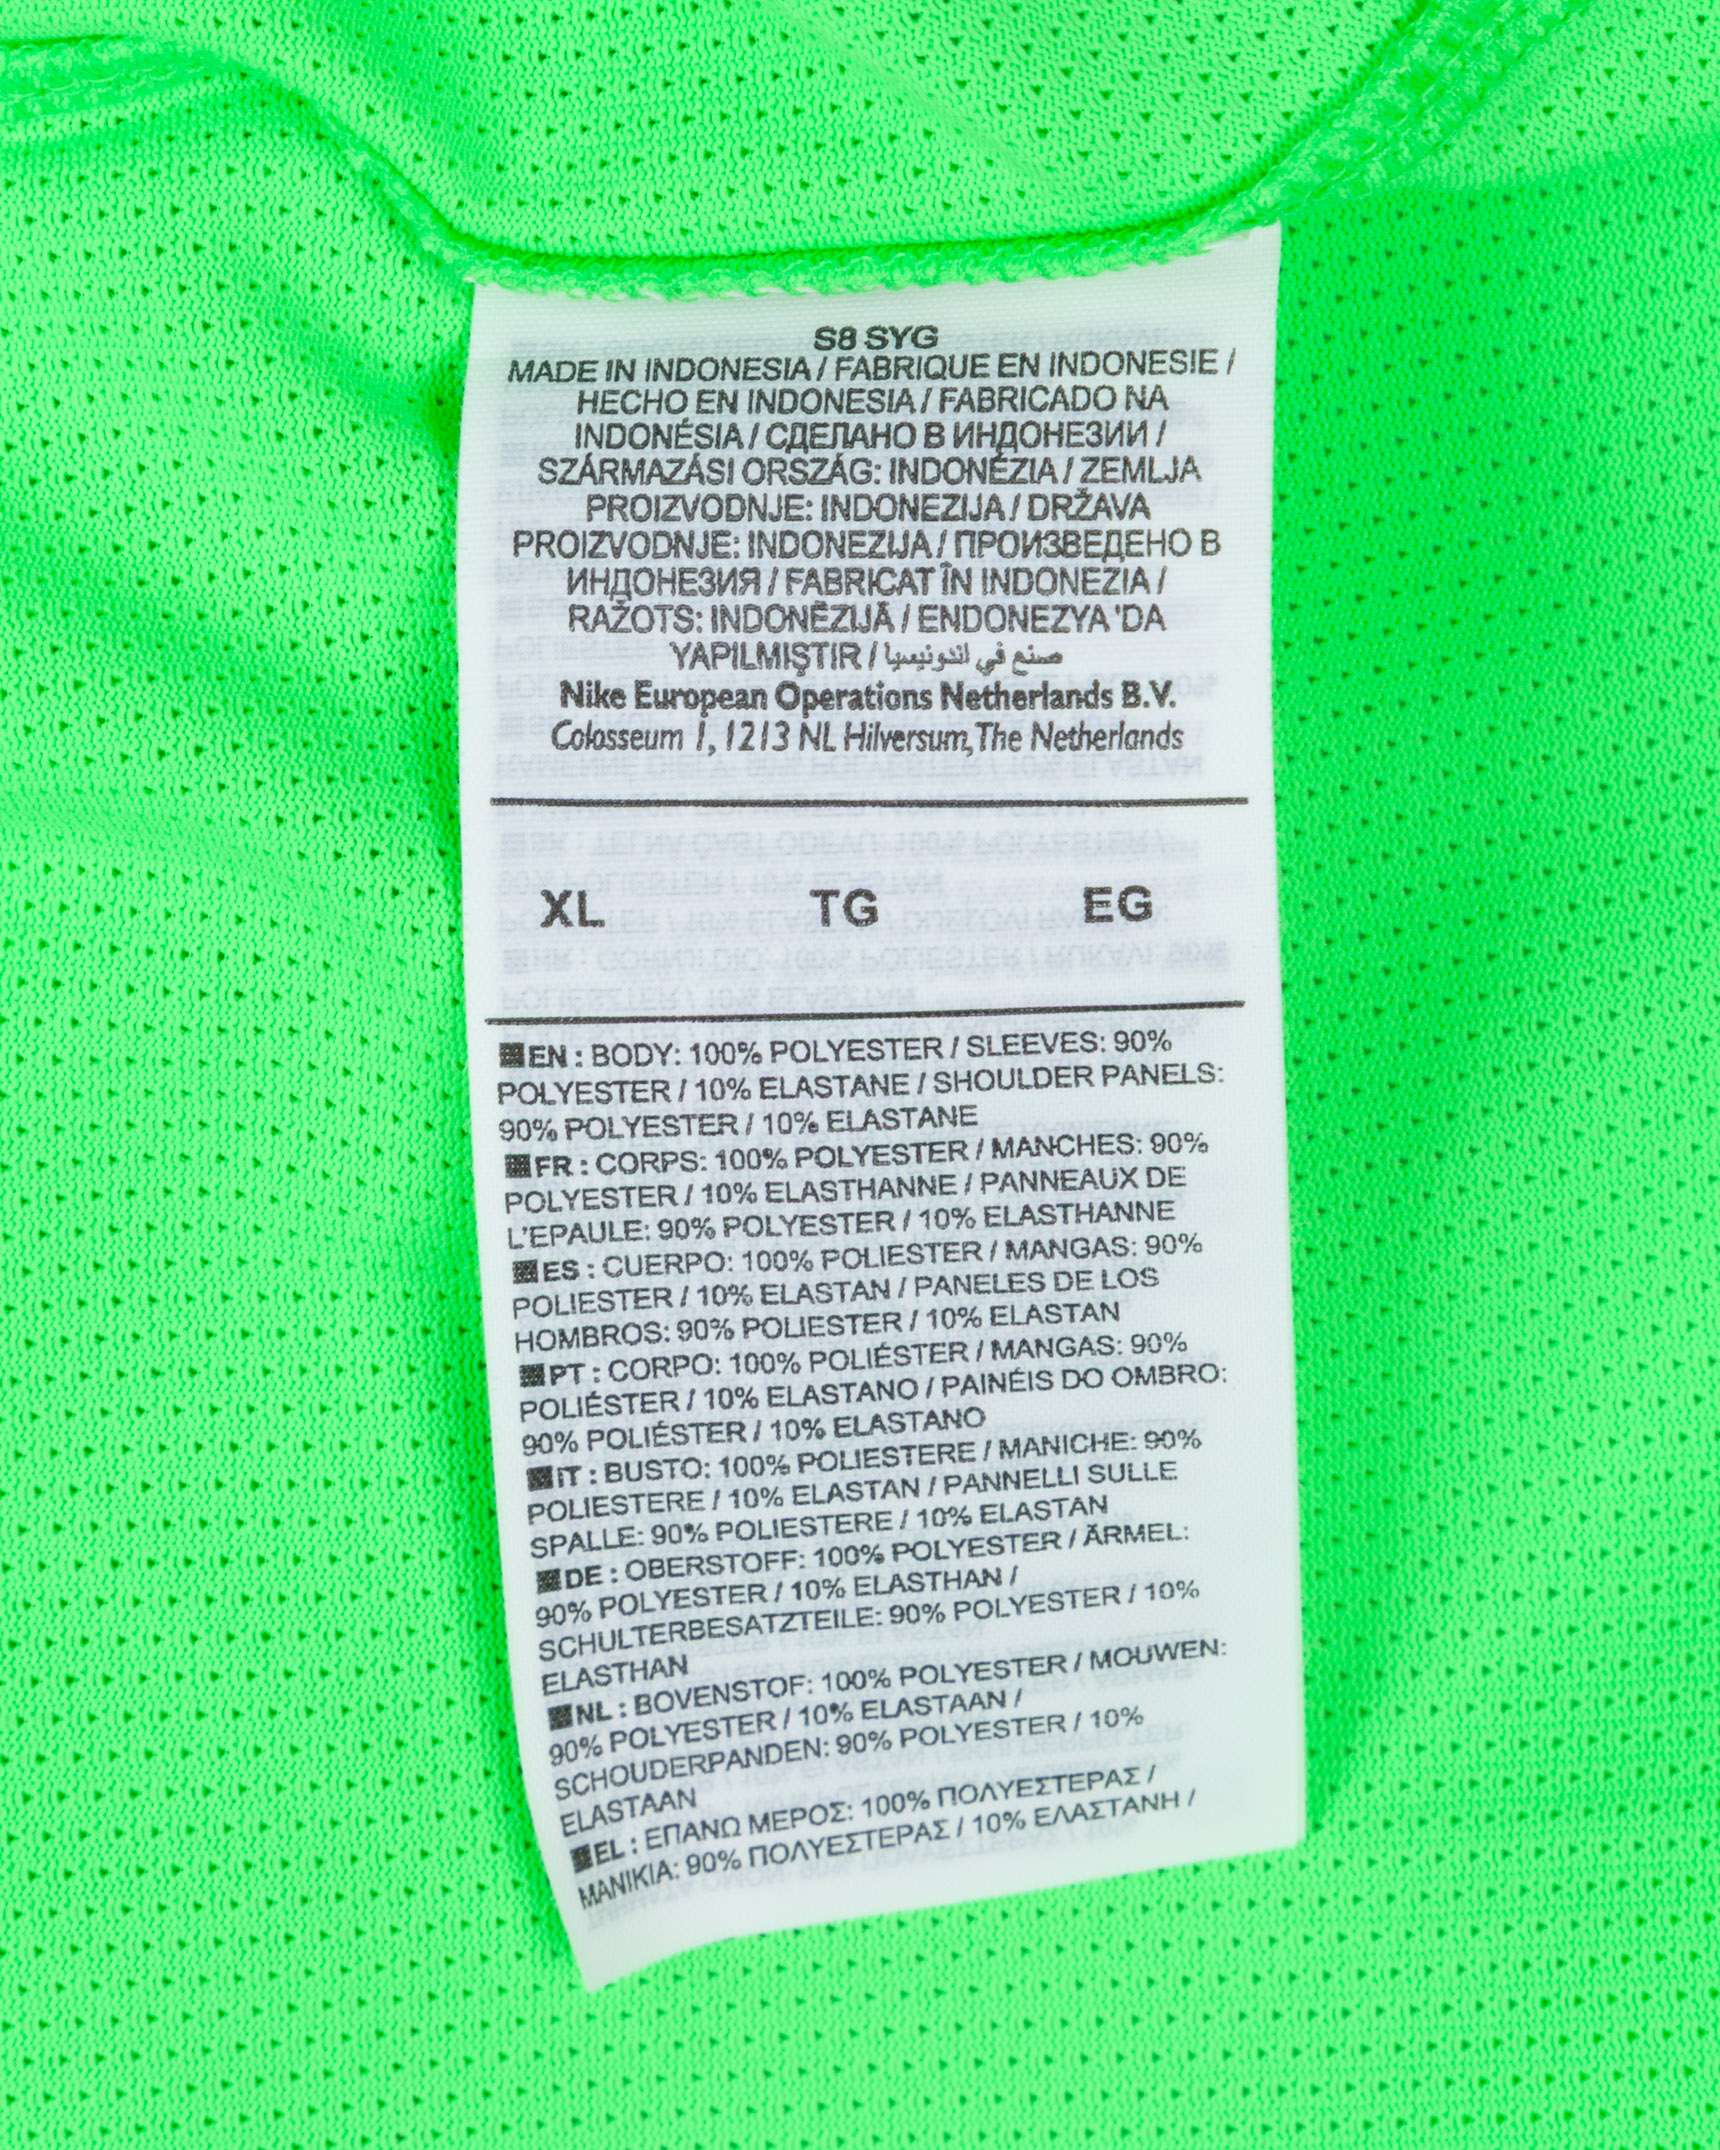 S8 SYG
MADE IN INDONESIA / FABRIQUE EN INDONESIE /
HECHO EN INDONESIA / FABRICADO NA
INDONÉSIA / СДЕЛАНО В ИНДОНЕЗИИ /
SZÁRMAZÁSI ORSZÁG: INDONÉZIA / ZEMLJA
PROIZVODNJE: INDONEZIJA / DRŽAVA
PROIZVODNJE: INDONEZIJA / ПРОИЗВЕДЕНО В
ИНДОНЕЗИЯ / FABRICAT ÎN INDONEZIA /
RAŽOTS: INDONĒZIJĀ / ENDONEZYA 'DA
YAPILMIŞTIR / صنع في اندونيسيا
Nike European Operations Netherlands B.V.
Colosseum 1, 1213 NL Hilversum, The Netherlands
XL TG EG
EN : BODY: 100% POLYESTER / SLEEVES: 90%
POLYESTER / 10% ELASTANE / SHOULDER PANELS:
90% POLYESTER / 10% ELASTANE
FR : CORPS: 100% POLYESTER / MANCHES: 90%
POLYESTER / 10% ELASTHANNE / PANNEAUX DE
L'EPAULE: 90% POLYESTER / 10% ELASTHANNE
ES : CUERPO: 100% POLIESTER / MANGAS: 90%
POLIESTER / 10% ELASTAN / PANELES DE LOS
HOMBROS: 90% POLIESTER / 10% ELASTAN
PT : CORPO: 100% POLIÉSTER / MANGAS: 90%
POLIÉSTER / 10% ELASTANO / PAINÉIS DO OMBRO:
90% POLIÉSTER / 10% ELASTANO
IT : BUSTO: 100% POLIESTERE / MANICHE: 90%
POLIESTERE / 10% ELASTAN / PANNELLI SULLE
SPALLE: 90% POLIESTERE / 10% ELASTAN
DE : OBERSTOFF: 100% POLYESTER / ÄRMEL:
90% POLYESTER / 10% ELASTHAN /
SCHULTERBESATZTEILE: 90% POLYESTER / 10%
ELASTHAN
NL : BOVENSTOF: 100% POLYESTER / MOUWEN:
90% POLYESTER / 10% ELASTAAN /
SCHOUDERPANDEN: 90% POLYESTER / 10%
ELASTAAN
EL : ΕΠΑΝΩ ΜΕΡΟΣ: 100% ΠΟΛΥΕΣΤΕΡΑΣ /
ΜΑΝΙΚΙΑ: 90% ΠΟΛΥΕΣΤΕΡΑΣ / 10% ΕΛΑΣΤΑΝΗ /